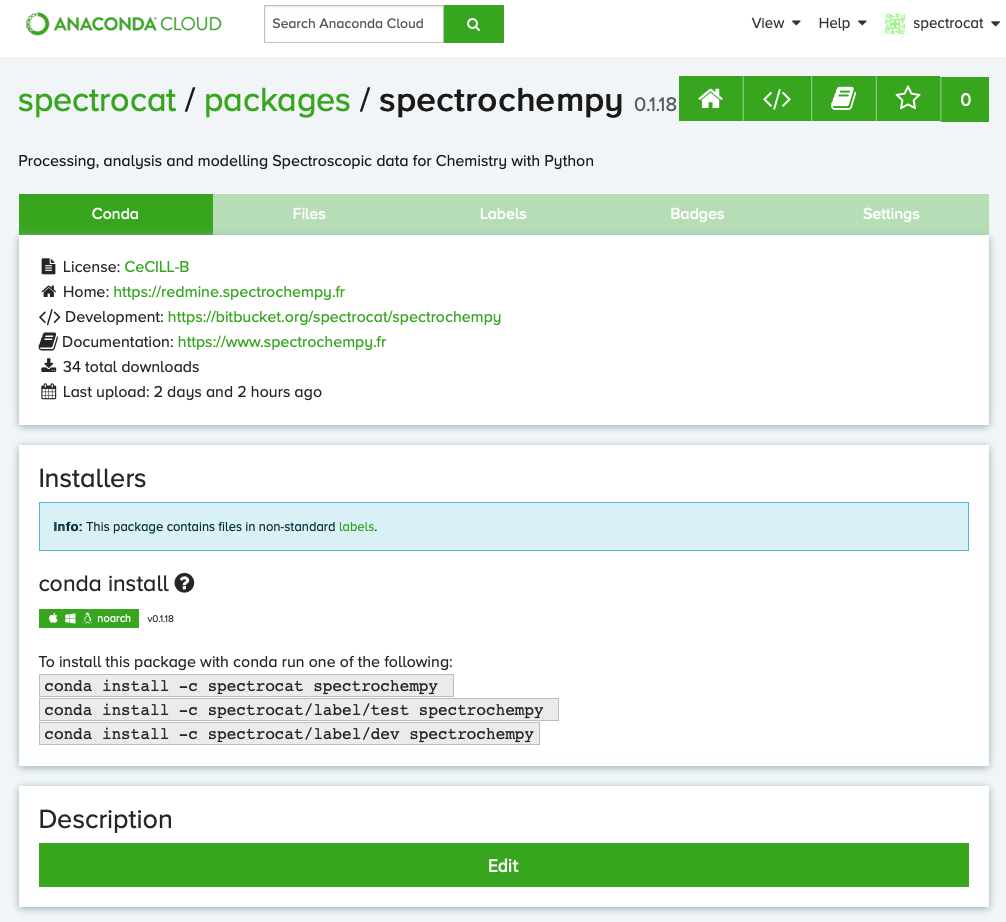 ANACONDA CLOUD
Search Anaconda Cloud
View
Help
spectrocat
spectrocat / packages / spectrochempy 0.1.18
0
Processing, analysis and modelling Spectroscopic data for Chemistry with Python
Conda
Files
Labels
Badges
Settings
License: CeCILL-B
Home: https://redmine.spectrochempy.fr
</> Development: https://bitbucket.org/spectrocat/spectrochempy
Documentation: https://www.spectrochempy.fr
34 total downloads
Last upload: 2 days and 2 hours ago
Installers
Info: This package contains files in non-standard labels.
conda install
noarch v0.1.18
To install this package with conda run one of the following:
conda install -c spectrocat spectrochempy
conda install -c spectrocat/label/test spectrochempy
conda install -c spectrocat/label/dev spectrochempy
Description
Edit